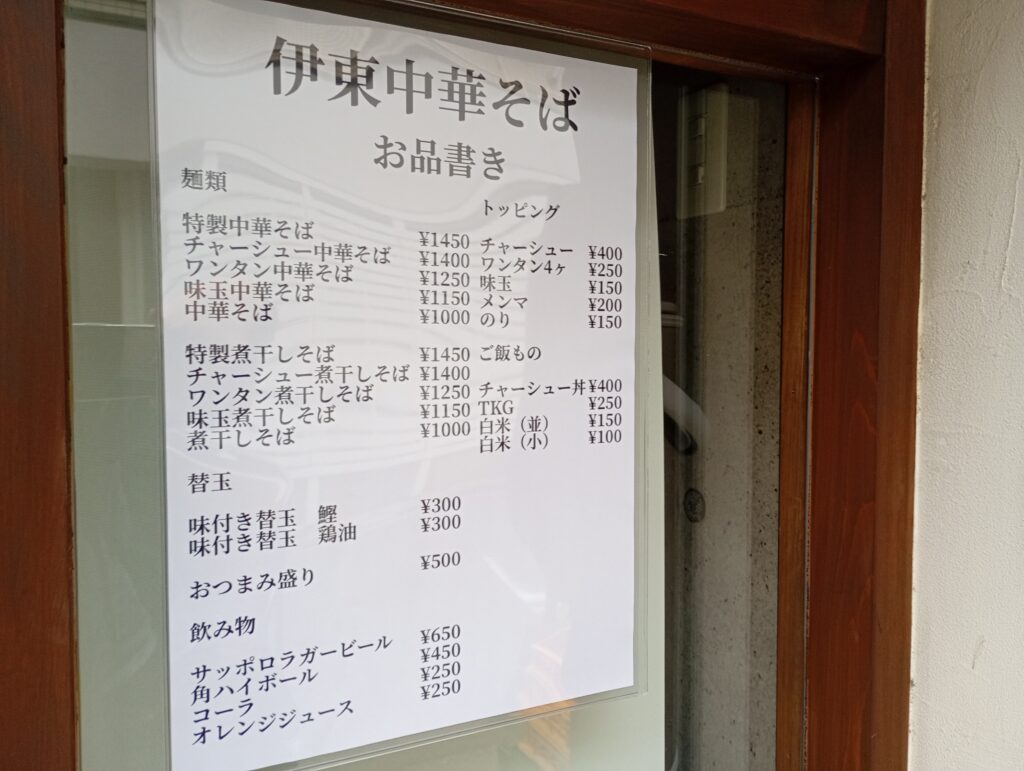 伊東中華そば
お品書き
麺類
特製中華そば ¥1450
チャーシュー中華そば ¥1400
ワンタン中華そば ¥1250
味玉中華そば ¥1150
中華そば ¥1000
特製煮干しそば ¥1450
チャーシュー煮干しそば ¥1400
ワンタン煮干しそば ¥1250
味玉煮干しそば ¥1150
煮干しそば ¥1000
替玉
味付き替玉 鰹 ¥300
味付き替玉 鶏油 ¥300
おつまみ盛り ¥500
飲み物
サッポロラガービール ¥650
角ハイボール ¥450
コーラ ¥250
オレンジジュース ¥250
トッピング
チャーシュー ¥400
ワンタン4ヶ ¥250
味玉 ¥150
メンマ ¥200
のり ¥150
ご飯もの
チャーシュー丼 ¥400
TKG ¥250
白米（並） ¥150
白米（小） ¥100